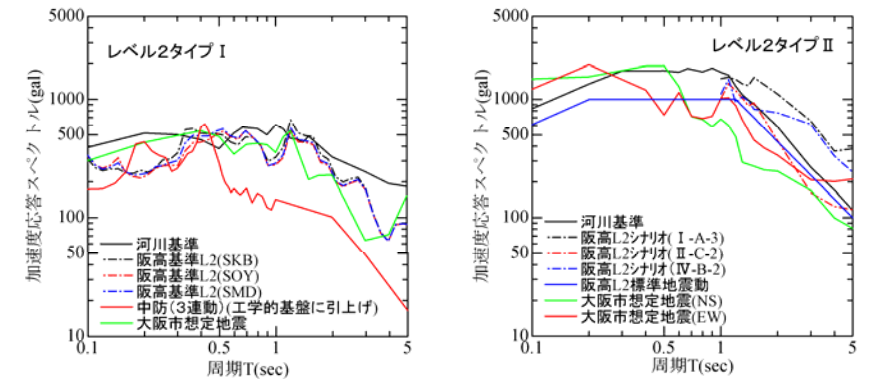 レベル2タイプⅠ
5000
1000
500
100
50
10
加速度応答スペクトル(gal)
河川基準
阪高基準L2(SKB)
阪高基準L2(SOY)
阪高基準L2(SMD)
中防(3連動)(工学的基盤に引上げ)
大阪市想定地震
0.1
0.5
1
5
周期T(sec)
レベル2タイプⅡ
5000
1000
500
100
50
10
加速度応答スペクトル(gal)
河川基準
阪高L2シナリオ(Ⅰ-A-3)
阪高L2シナリオ(Ⅱ-C-2)
阪高L2シナリオ(Ⅳ-B-2)
阪高L2標準地震動
大阪市想定地震(NS)
大阪市想定地震(EW)
0.1
0.5
1
5
周期T(sec)